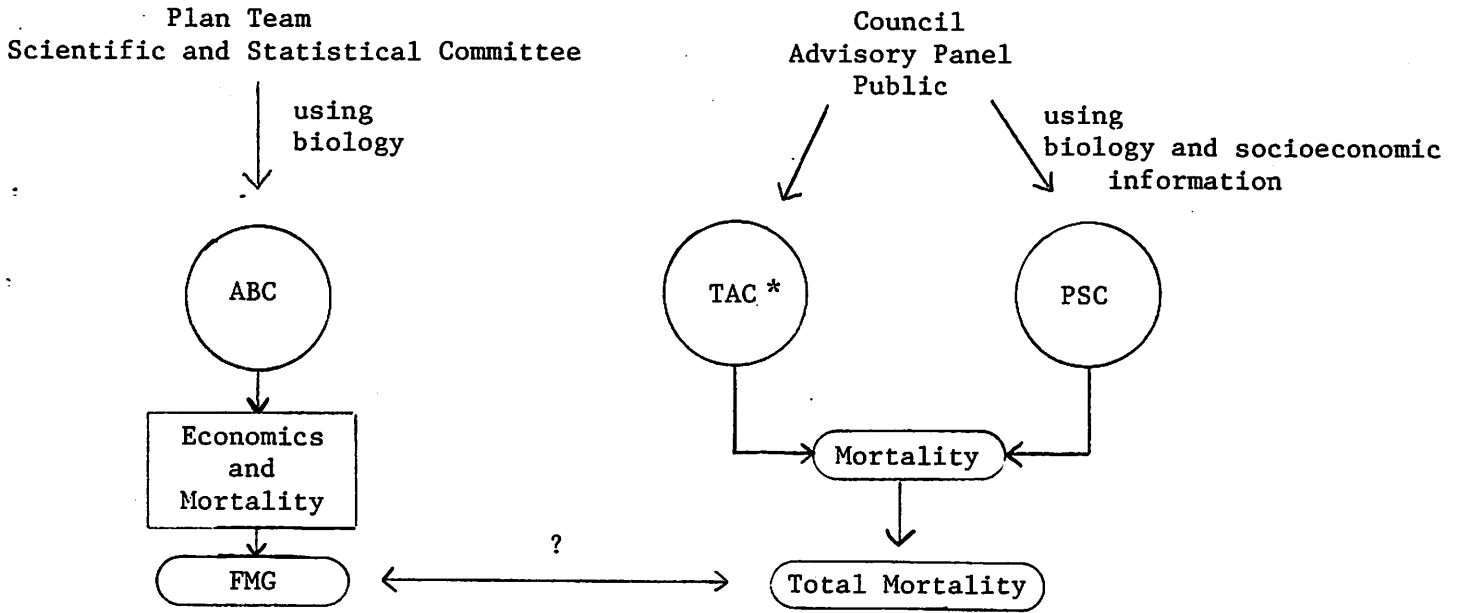 Plan Team
Scientific and Statistical Committee
using
biology
Council
Advisory Panel
Public
using
biology and socioeconomic
information
ABC
TAC *
PSC
Economics
and
Mortality
Mortality
FMG
?
Total Mortality